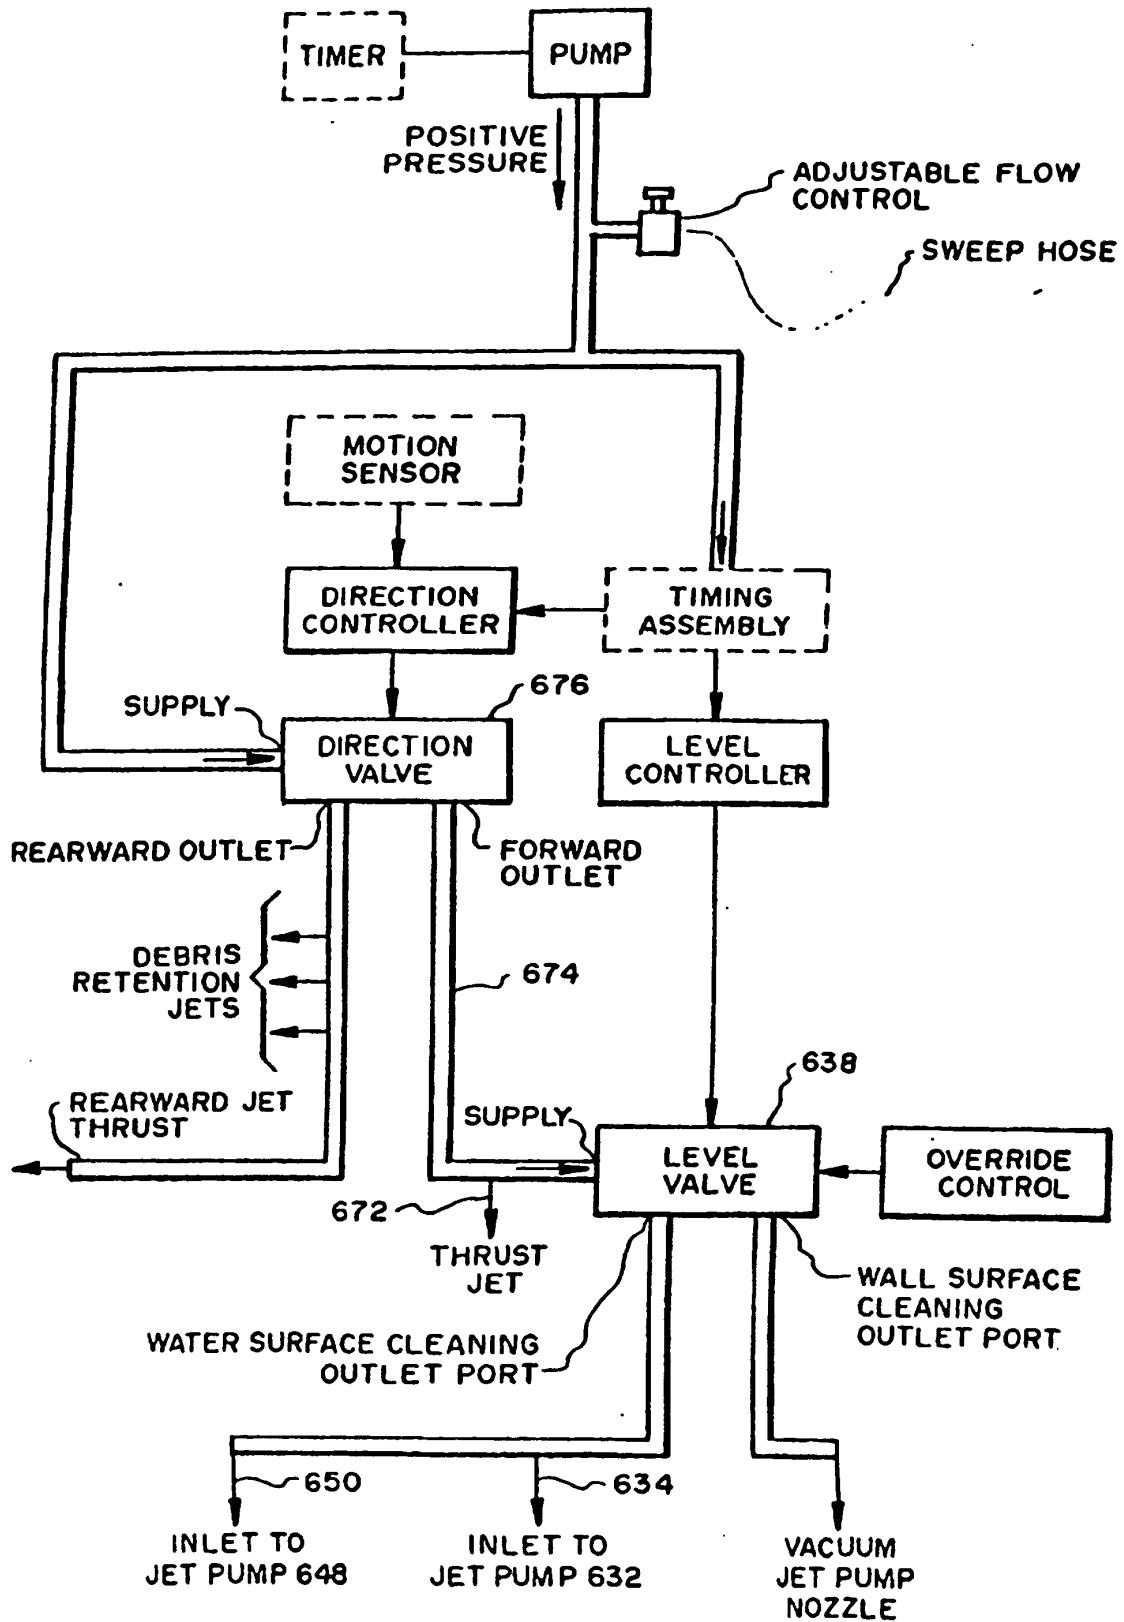 TIMER
PUMP
POSITIVE
PRESSURE
ADJUSTABLE FLOW
CONTROL
SWEEP HOSE
MOTION
SENSOR
DIRECTION
CONTROLLER
TIMING
ASSEMBLY
676
SUPPLY
DIRECTION
VALVE
LEVEL
CONTROLLER
REARWARD OUTLET
FORWARD
OUTLET
DEBRIS
RETENTION
JETS
674
638
REARWARD JET
THRUST
SUPPLY
LEVEL
VALVE
OVERRIDE
CONTROL
672
THRUST
JET
WALL SURFACE
CLEANING
OUTLET PORT
WATER SURFACE CLEANING
OUTLET PORT
650
634
INLET TO
JET PUMP 648
INLET TO
JET PUMP 632
VACUUM
JET PUMP
NOZZLE